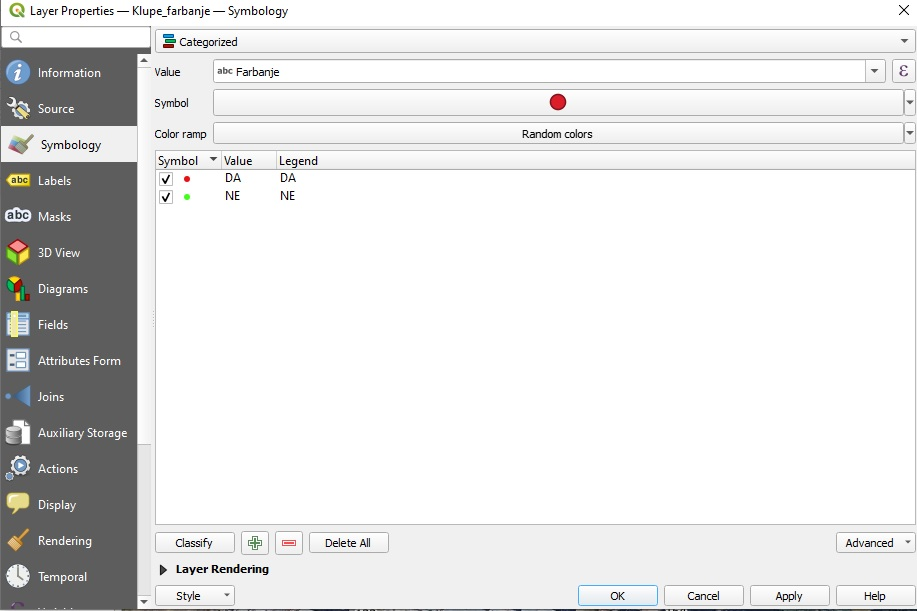 Layer Properties — Klupe_farbanje — Symbology
Categorized
Information
Source
Symbology
Labels
Masks
3D View
Diagrams
Fields
Attributes Form
Joins
Auxiliary Storage
Actions
Display
Rendering
Temporal
Value abc Farbanje ε
Symbol
Color ramp Random colors
Symbol Value Legend
DA DA
NE NE
Classify Delete All Advanced
Layer Rendering
Style OK Cancel Apply Help